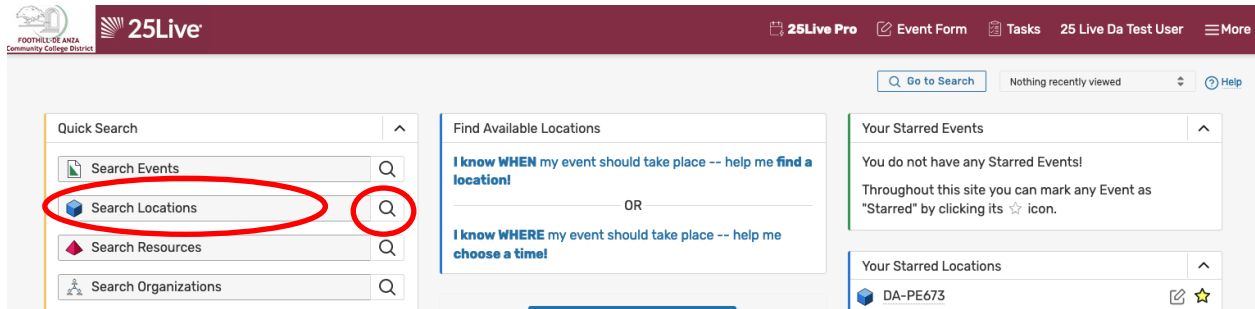 FOOTHILL-DE ANZA
Community College District
25Live
25Live Pro
Event Form
Tasks
25 Live Da Test User
More
Go to Search
Nothing recently viewed
Help
Quick Search
Search Events
Search Locations
Search Resources
Search Organizations
Find Available Locations
I know WHEN my event should take place -- help me find a
location!
OR
I know WHERE my event should take place -- help me
choose a time!
Your Starred Events
You do not have any Starred Events!
Throughout this site you can mark any Event as
"Starred" by clicking its ☆ icon.
Your Starred Locations
DA-PE673